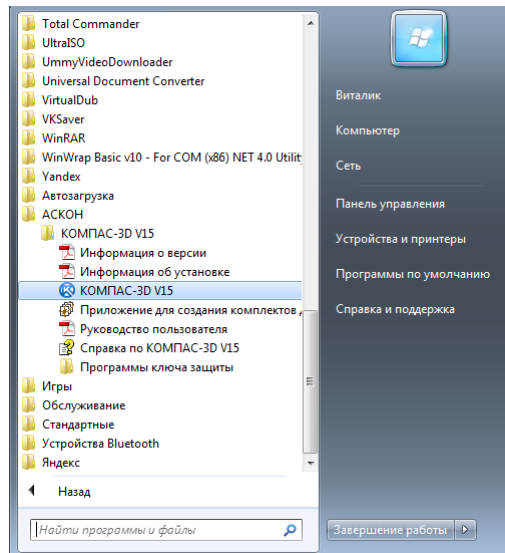 Total Commander
UltraISO
UmmyVideoDownloader
Universal Document Converter
VirtualDub
VKSaver
WinRAR
WinWrap Basic v10 - For COM (x86) NET 4.0 Utilit
Yandex
Автозагрузка
АСКОН
КОМПАС-3D V15
Информация о версии
Информация об установке
КОМПАС-3D V15
Приложение для создания комплектов
Руководство пользователя
Справка по КОМПАС-3D V15
Программы ключа защиты
Игры
Обслуживание
Стандартные
Устройства Bluetooth
Яндекс
Назад
Найти программы и файлы
Виталик
Компьютер
Сеть
Панель управления
Устройства и принтеры
Программы по умолчанию
Справка и поддержка
Завершение работы